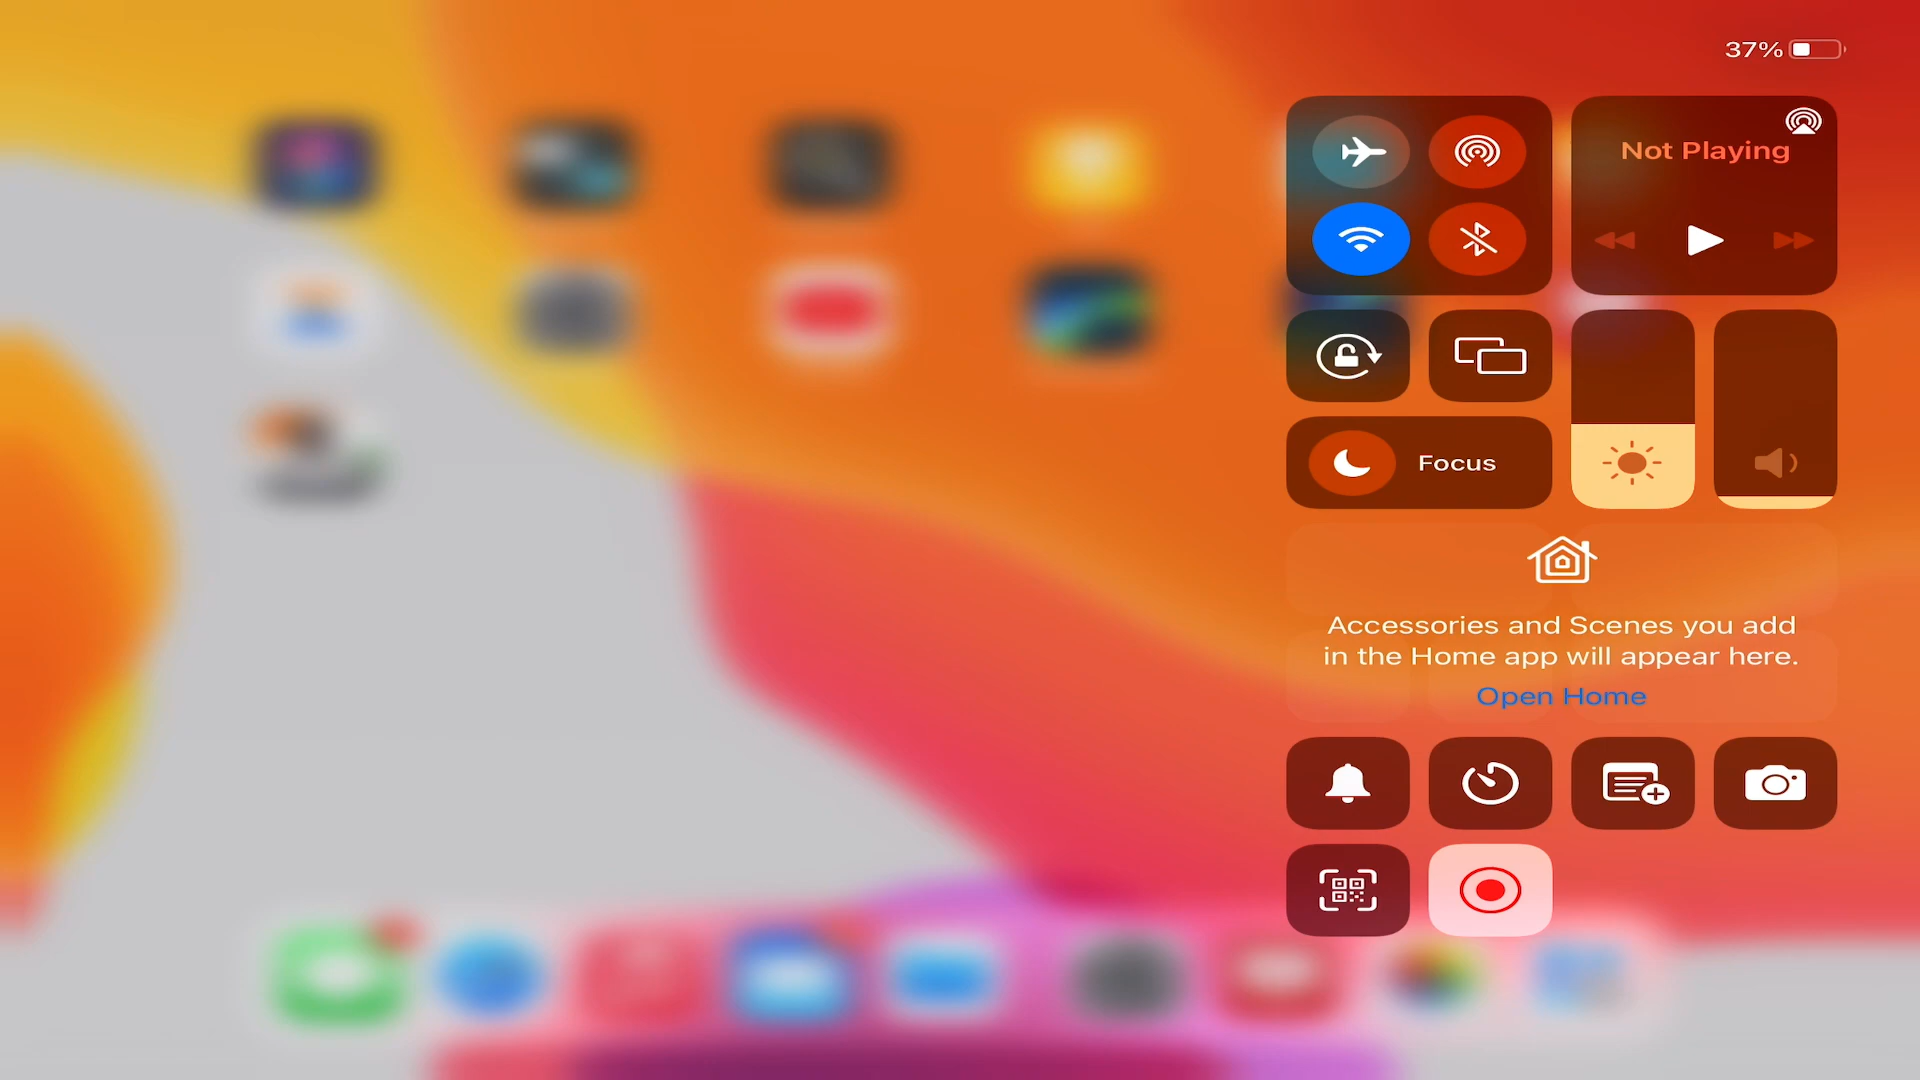 37%
Not Playing
Focus
Accessories and Scenes you add
in the Home app will appear here.
Open Home